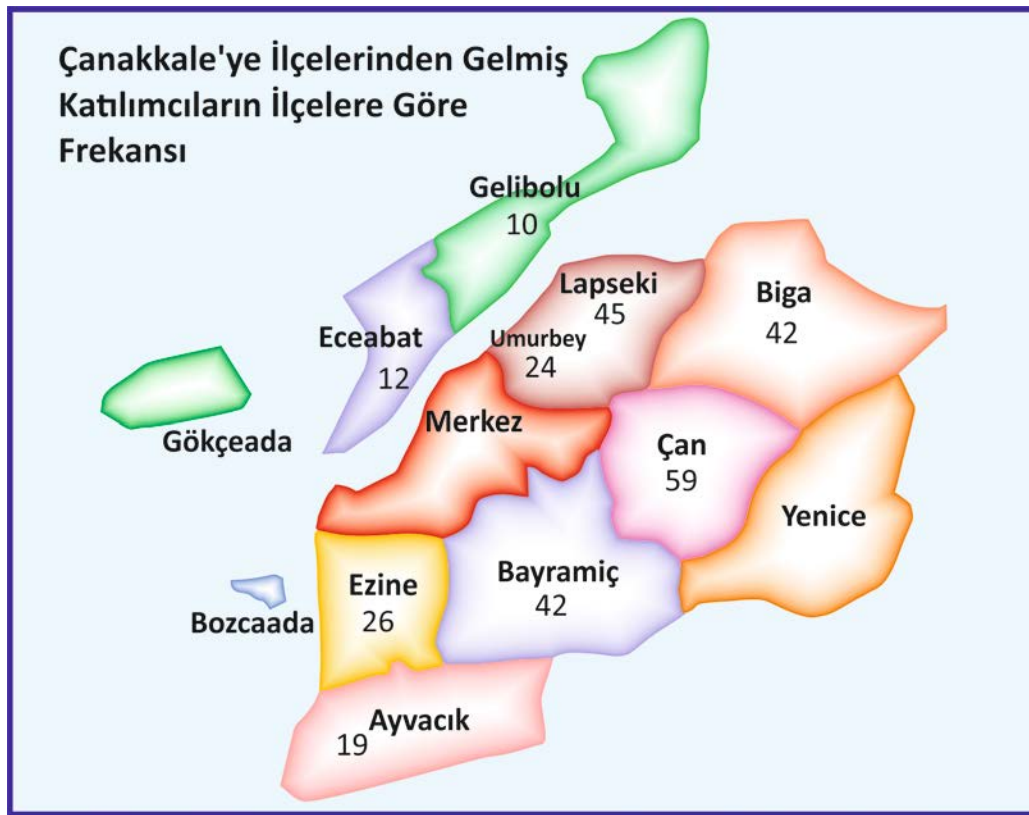 Çanakkale'ye İlçelerinden Gelmiş
Katılımcıların İlçelere Göre
Frekansı
Gelibolu
10
Lapseki
45
Biga
42
Eceabat
12
Umurbey
24
Gökçeada
Merkez
Çan
59
Yenice
Ezine
26
Bayramiç
42
Bozcaada
Ayvacık
19